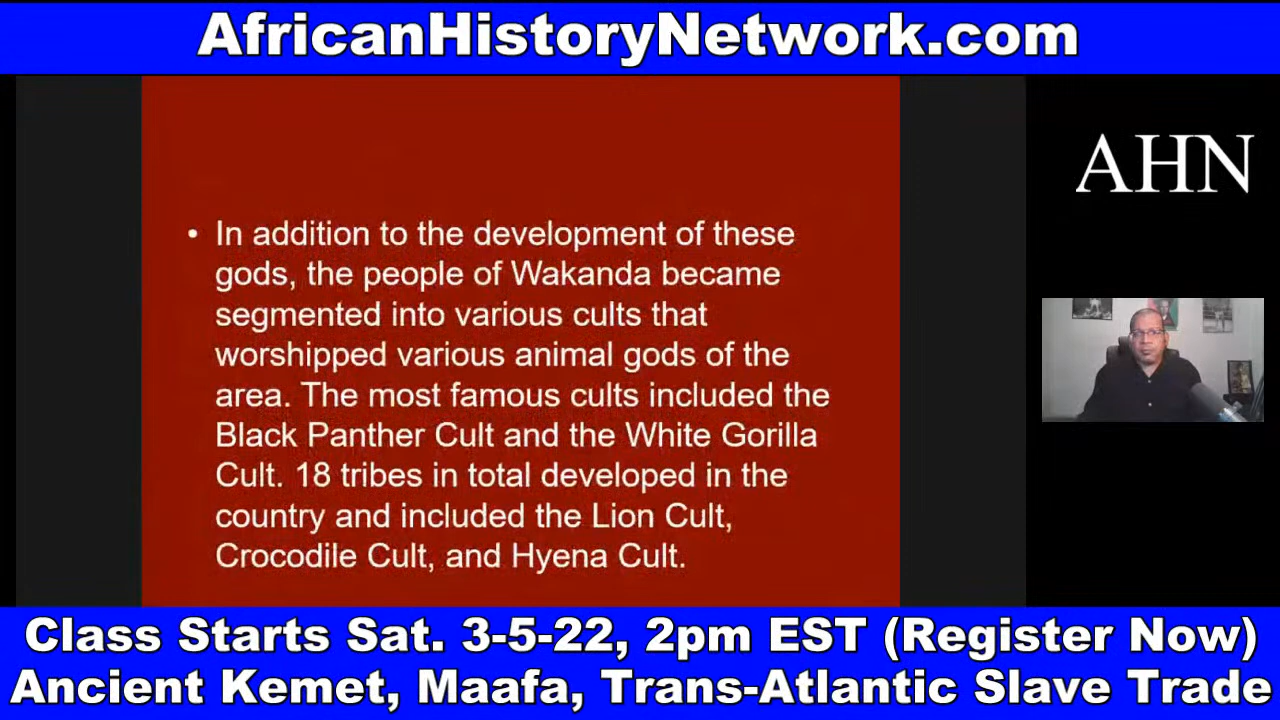 AfricanHistoryNetwork.com
AHN
• In addition to the development of these
gods, the people of Wakanda became
segmented into various cults that
worshipped various animal gods of the
area. The most famous cults included the
Black Panther Cult and the White Gorilla
Cult. 18 tribes in total developed in the
country and included the Lion Cult,
Crocodile Cult, and Hyena Cult.
Class Starts Sat. 3-5-22, 2pm EST (Register Now)
Ancient Kemet, Maafa, Trans-Atlantic Slave Trade